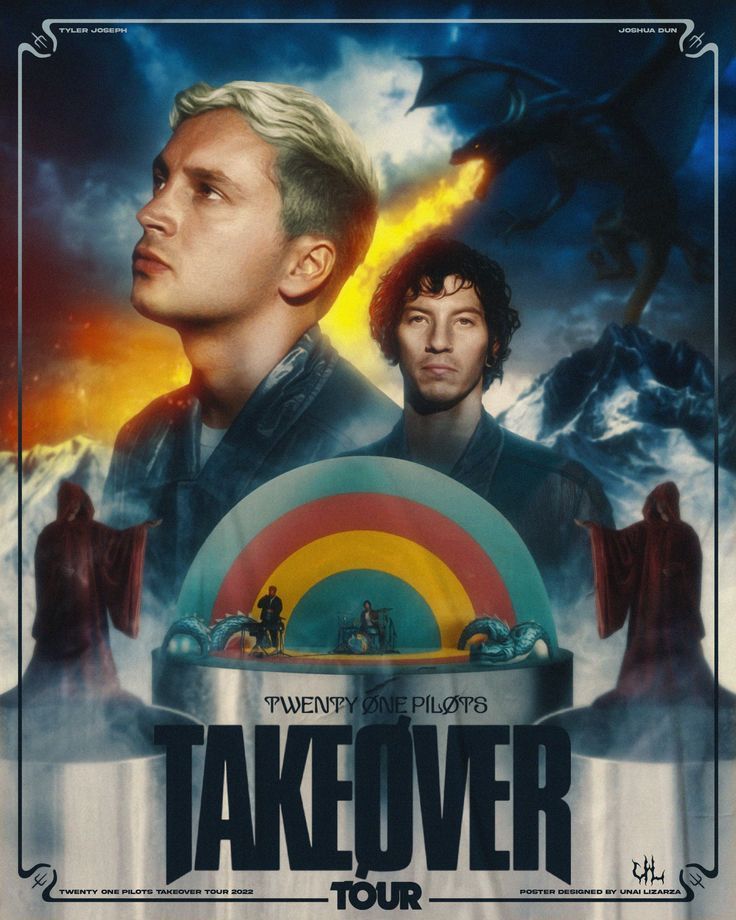 TYLER JOSEPH
JOSHUA DUN
TWENTY ØNE PILØTS
TAKEØVER
TOUR
TWENTY ONE PILOTS TAKEOVER TOUR 2022
POSTER DESIGNED BY UNAI LIZARZA